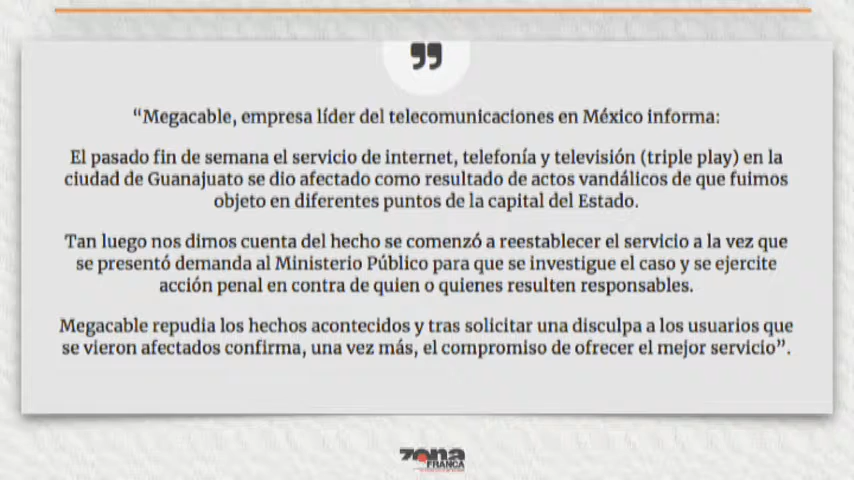 ”
“Megacable, empresa líder del telecomunicaciones en México informa:
El pasado fin de semana el servicio de internet, telefonía y televisión (triple play) en la
ciudad de Guanajuato se dio afectado como resultado de actos vandálicos de que fuimos
objeto en diferentes puntos de la capital del Estado.
Tan luego nos dimos cuenta del hecho se comenzó a reestablecer el servicio a la vez que
se presentó demanda al Ministerio Público para que se investigue el caso y se ejercite
acción penal en contra de quien o quienes resulten responsables.
Megacable repudia los hechos acontecidos y tras solicitar una disculpa a los usuarios que
se vieron afectados confirma, una vez más, el compromiso de ofrecer el mejor servicio”.
zona
FRANCA